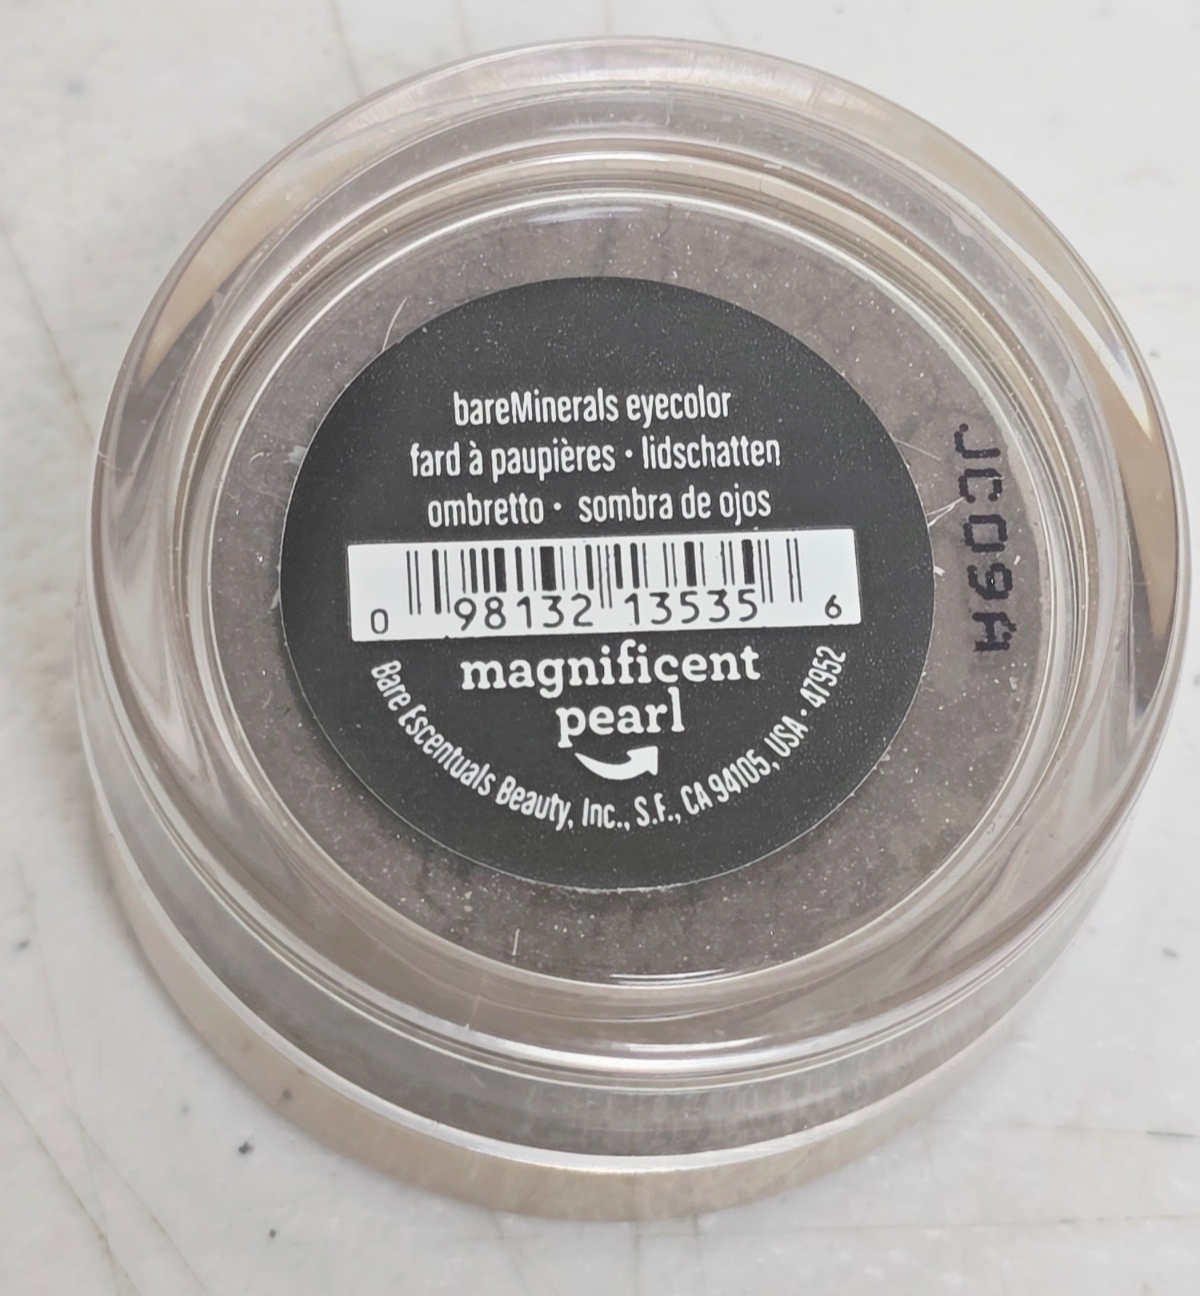 bareMinerals eyecolor
fard à paupières · lidschatten
ombretto · sombra de ojos
0 98132 13535 6
magnificent
pearl
Bare Escentuals Beauty, Inc., S.F., CA 94105, USA · 47952
JC09A